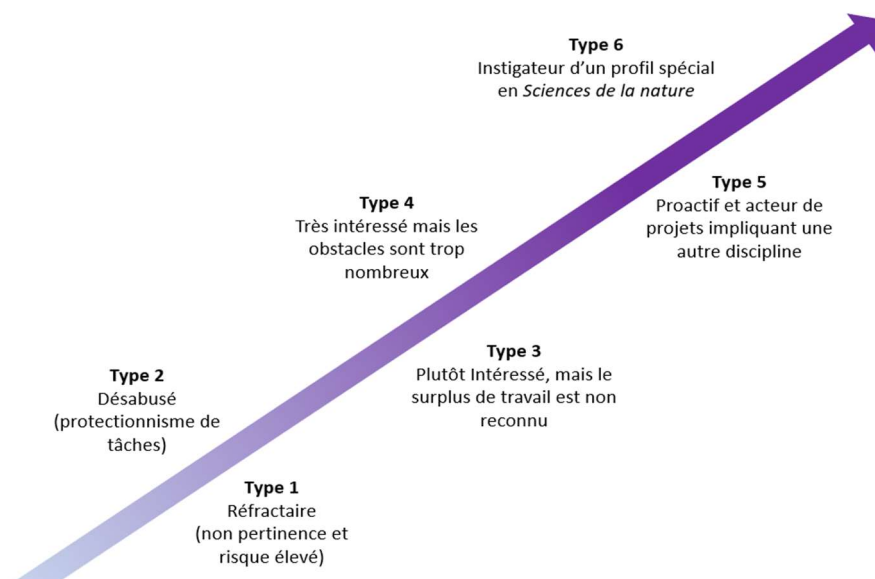 Type 6
Instigateur d'un profil spécial
en Sciences de la nature
Type 5
Proactif et acteur de
projets impliquant une
autre discipline
Type 4
Très intéressé mais les
obstacles sont trop
nombreux
Type 3
Plutôt Intéressé, mais le
surplus de travail est non
reconnu
Type 2
Désabusé
(protectionnisme de
tâches)
Type 1
Réfractaire
(non pertinence et
risque élevé)